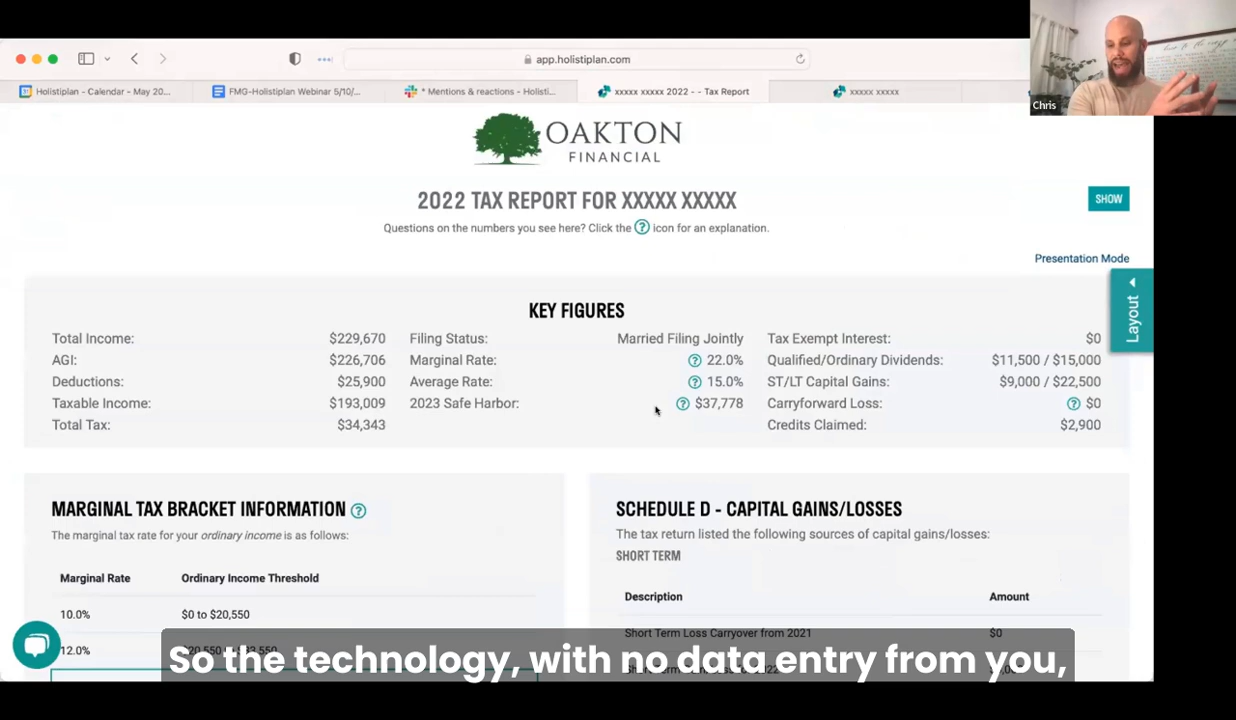 app.holistiplan.com
Holistiplan - Calendar - May 20...
FMG-Holistiplan Webinar 5/10/...
* Mentions & reactions - Holisti...
xxxxx xxxxx 2022 - - Tax Report
xxxxx xxxxx
Chris
OAKTON
FINANCIAL
2022 TAX REPORT FOR XXXXX XXXXX
SHOW
Questions on the numbers you see here? Click the ? icon for an explanation.
Presentation Mode
Layout
KEY FIGURES
Total Income: $229,670
AGI: $226,706
Deductions: $25,900
Taxable Income: $193,009
Total Tax: $34,343
Filing Status: Married Filing Jointly
Marginal Rate: ? 22.0%
Average Rate: ? 15.0%
2023 Safe Harbor: ? $37,778
Tax Exempt Interest: $0
Qualified/Ordinary Dividends: $11,500 / $15,000
ST/LT Capital Gains: $9,000 / $22,500
Carryforward Loss: ? $0
Credits Claimed: $2,900
MARGINAL TAX BRACKET INFORMATION ?
The marginal tax rate for your ordinary income is as follows:
Marginal Rate Ordinary Income Threshold
10.0% $0 to $20,550
12.0%
SCHEDULE D - CAPITAL GAINS/LOSSES
The tax return listed the following sources of capital gains/losses:
SHORT TERM
Description Amount
Short Term Loss Carryover from 2021 $0
So the technology, with no data entry from you,